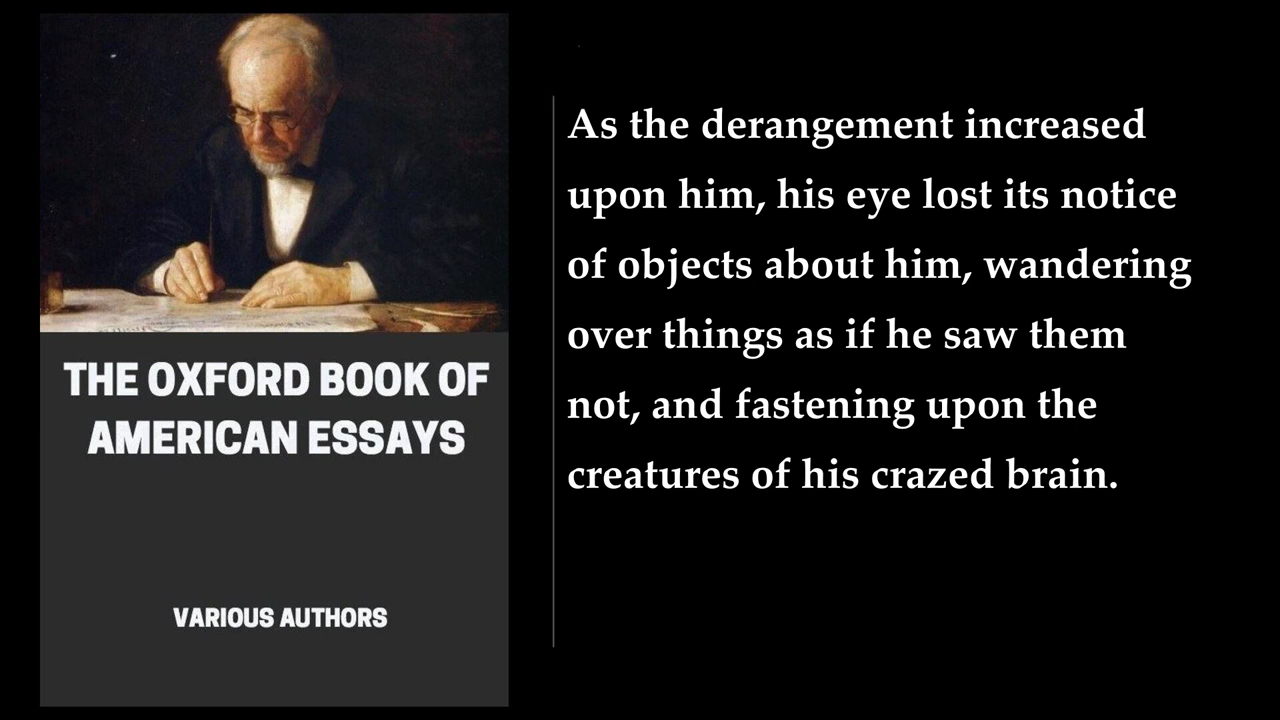 THE OXFORD BOOK OF
AMERICAN ESSAYS
VARIOUS AUTHORS
As the derangement increased
upon him, his eye lost its notice
of objects about him, wandering
over things as if he saw them
not, and fastening upon the
creatures of his crazed brain.